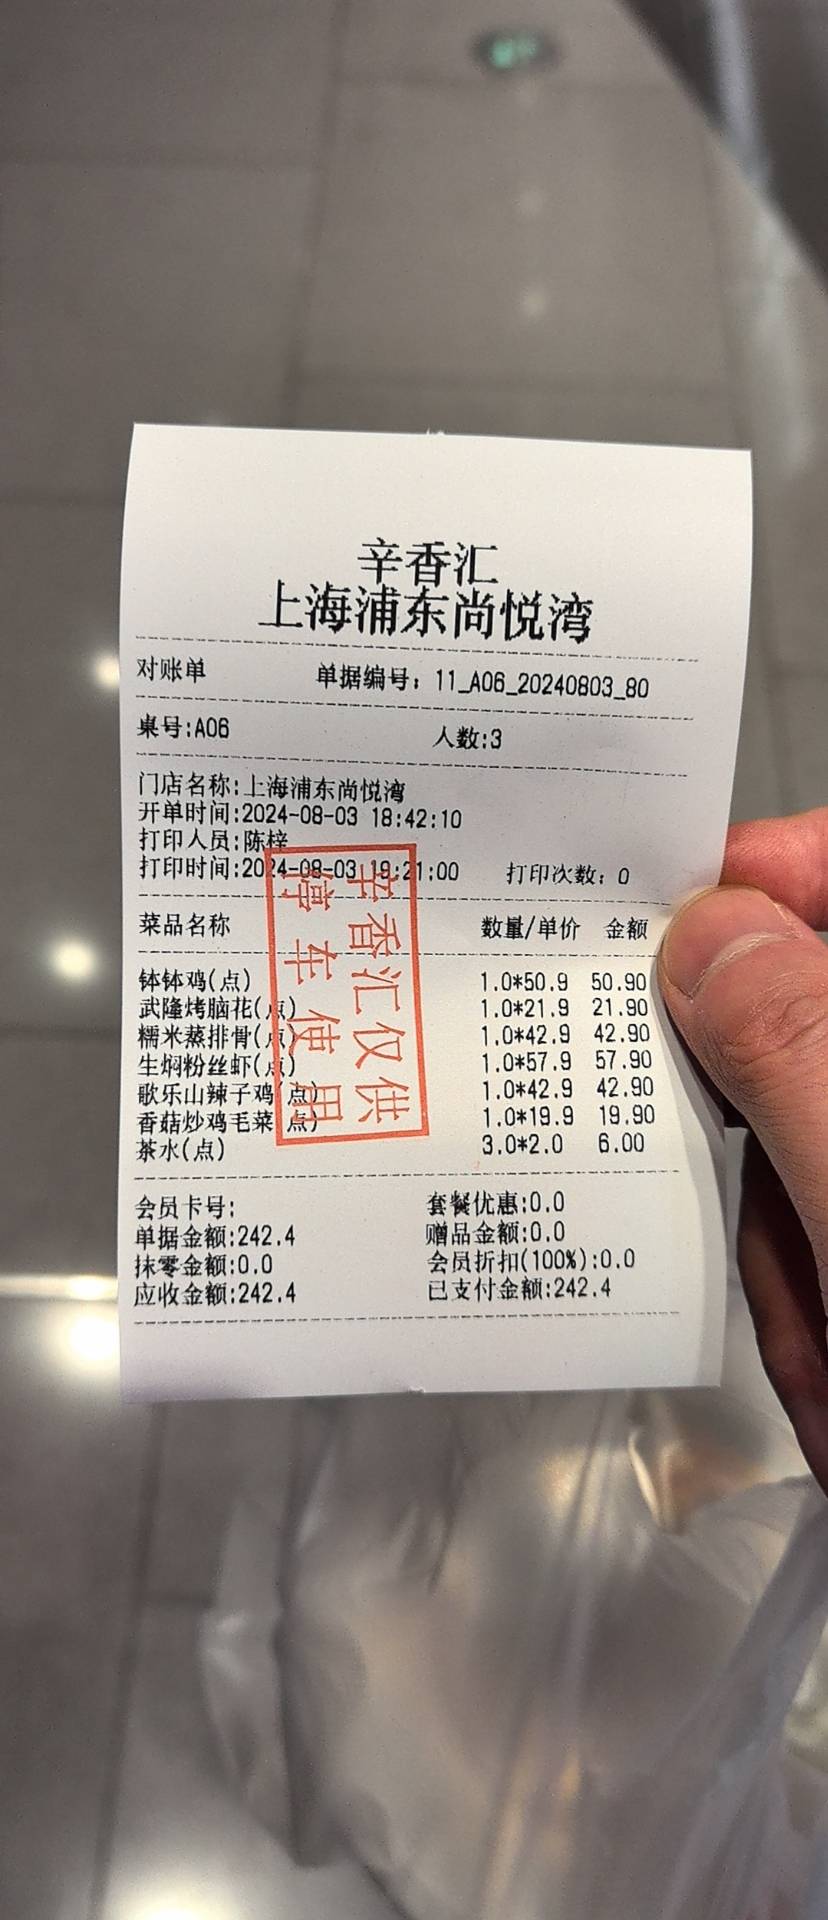 辛香汇
上海浦东尚悦湾
对账单 单据编号：11_A06_20240803_80
桌号:A06 人数:3
门店名称:上海浦东尚悦湾
开单时间:2024-08-03 18:42:10
打印人员:陈梓
打印时间:2024-08-03 19:21:00 打印次数：0
菜品名称 数量/单价 金额
钵钵鸡(点) 1.0*50.9 50.90
武隆烤脑花(点) 1.0*21.9 21.90
糯米蒸排骨(点) 1.0*42.9 42.90
生焖粉丝虾(点) 1.0*57.9 57.90
歌乐山辣子鸡(点) 1.0*42.9 42.90
香菇炒鸡毛菜(点) 1.0*19.9 19.90
茶水(点) 3.0*2.0 6.00
辛香汇仅供
停车使用
会员卡号: 套餐优惠:0.0
单据金额:242.4 赠品金额:0.0
抹零金额:0.0 会员折扣(100%):0.0
应收金额:242.4 已支付金额:242.4